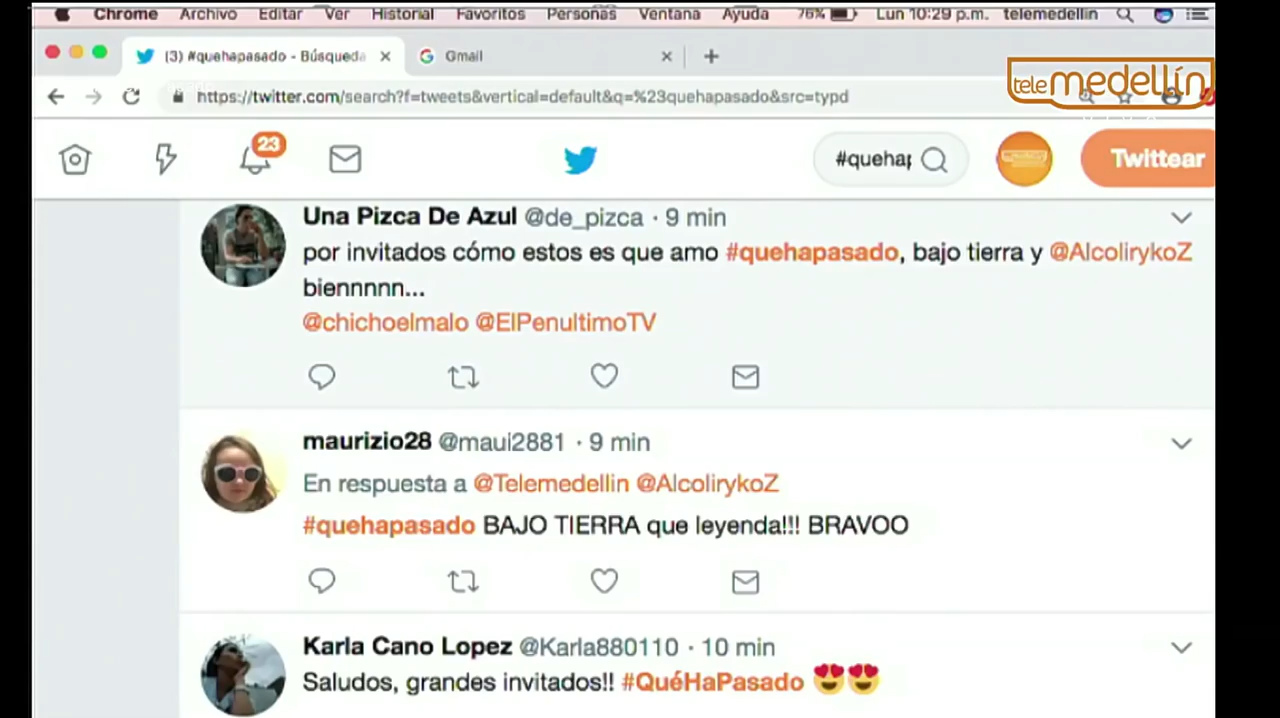 Chrome Archivo Editar Ver Historial Favoritos Personas Ventana Ayuda 76% Lun 10:29 p.m. telemedellin
(3) #quehapasado - Búsqueda
Gmail
https://twitter.com/search?f=tweets&vertical=default&q=%23quehapasado&src=typd
tele medellín
23
#quehap
Twittear
Una Pizca De Azul @de_pizca · 9 min
por invitados cómo estos es que amo #quehapasado, bajo tierra y @AlcolirykoZ
biennnnn...
@chichoelmalo @ElPenultimoTV
maurizio28 @maul2881 · 9 min
En respuesta a @Telemedellin @AlcolirykoZ
#quehapasado BAJO TIERRA que leyenda!!! BRAVOO
Karla Cano Lopez @Karla880110 · 10 min
Saludos, grandes invitados!! #QuéHaPasado 😍😍